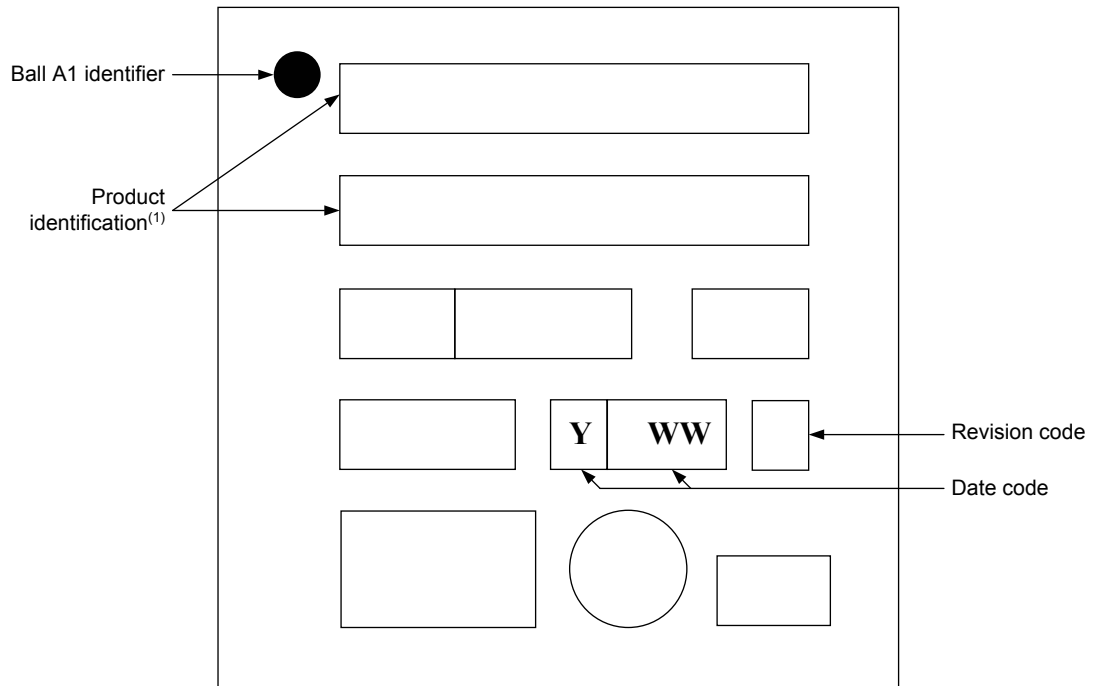 Ball A1 identifier
Product
identification(1)
Y WW
Revision code
Date code